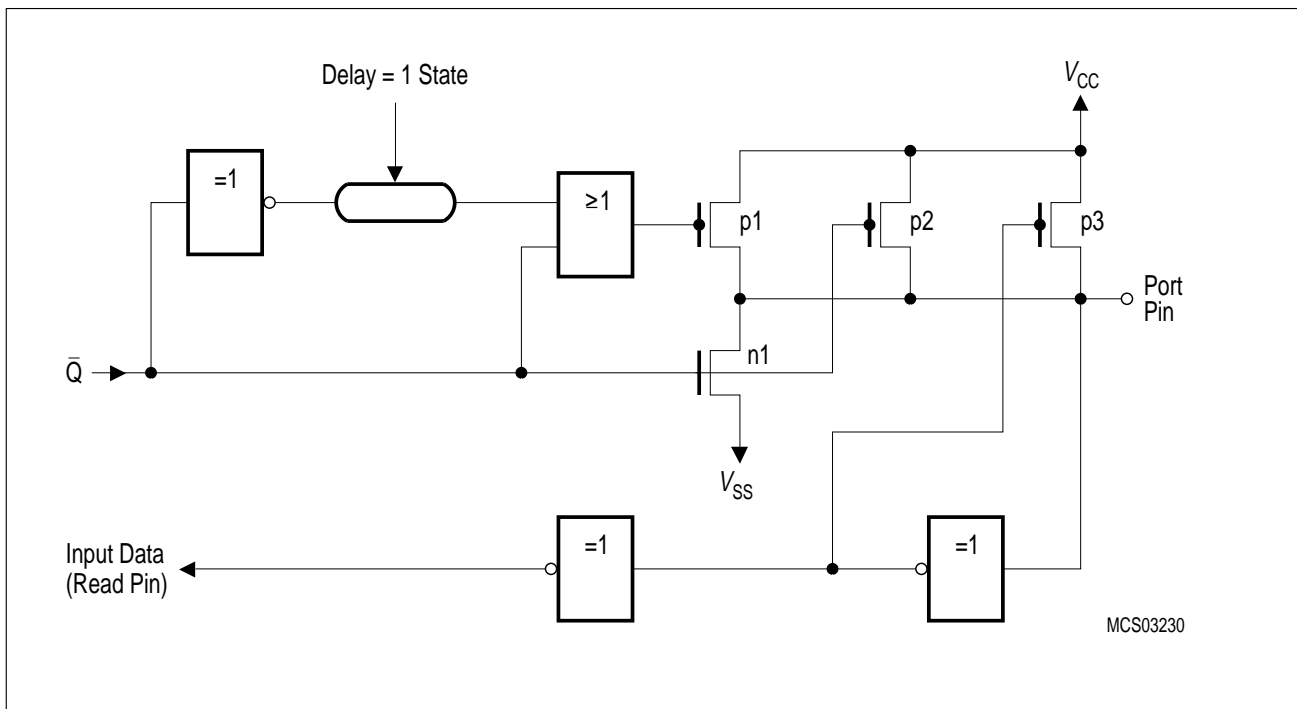 Delay = 1 State
V_CC
=1
≥1
p1
p2
p3
Port
Pin
Q̄
n1
V_SS
Input Data
(Read Pin)
=1
=1
MCS03230